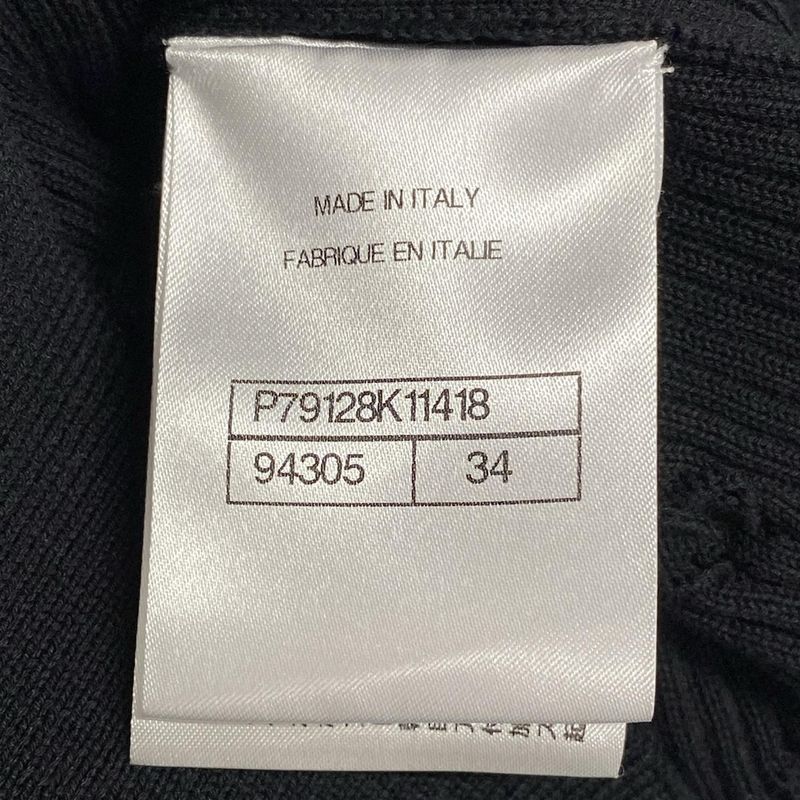 MADE IN ITALY
FABRIQUE EN ITALIE
P79128K11418
94305 34